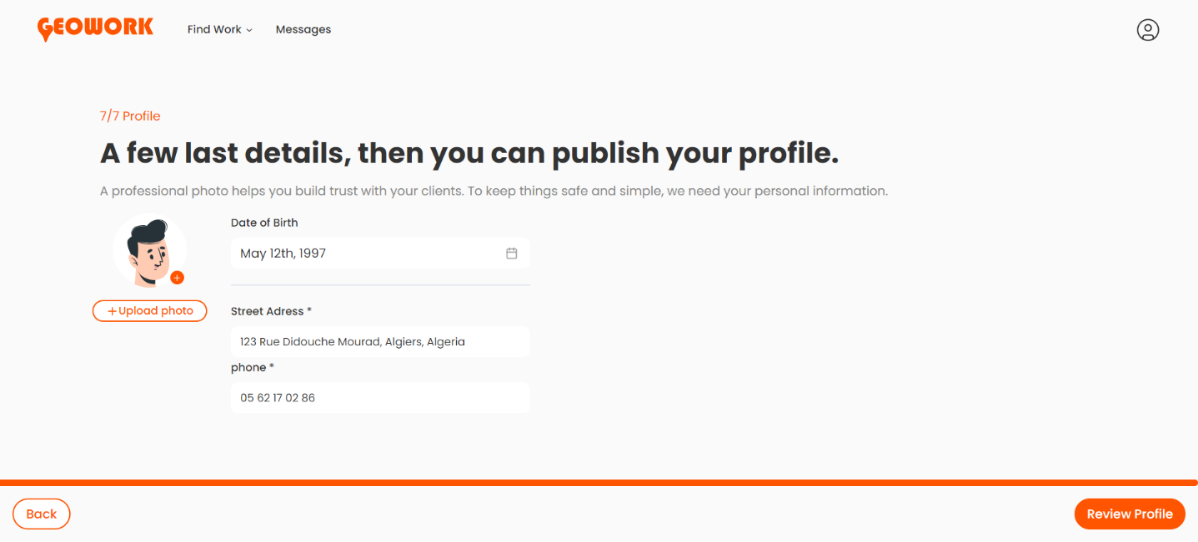 GEOWORK
Find Work
Messages
7/7 Profile
A few last details, then you can publish your profile.
A professional photo helps you build trust with your clients. To keep things safe and simple, we need your personal information.
Date of Birth
May 12th, 1997
+Upload photo
Street Adress *
123 Rue Didouche Mourad, Algiers, Algeria
phone *
05 62 17 02 86
Back
Review Profile